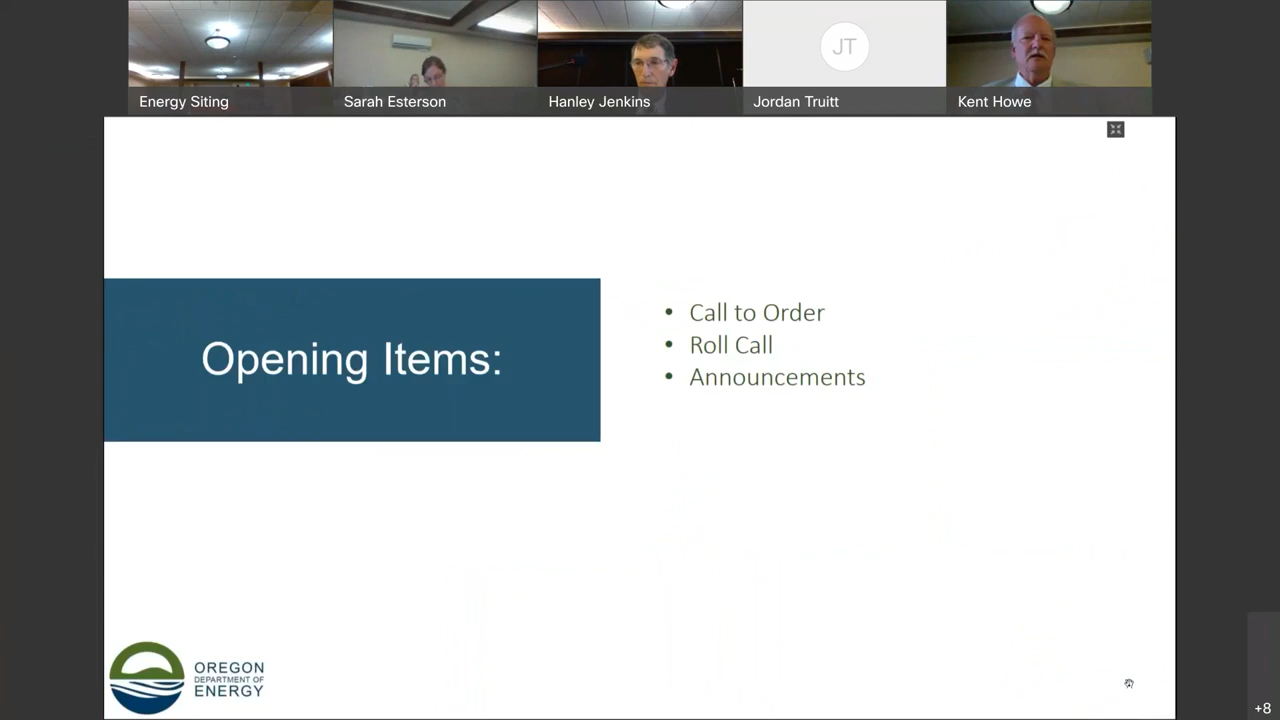 Energy Siting
Sarah Esterson
Hanley Jenkins
JT
Jordan Truitt
Kent Howe
Opening Items:
• Call to Order
• Roll Call
• Announcements
OREGON
DEPARTMENT OF
ENERGY
+8